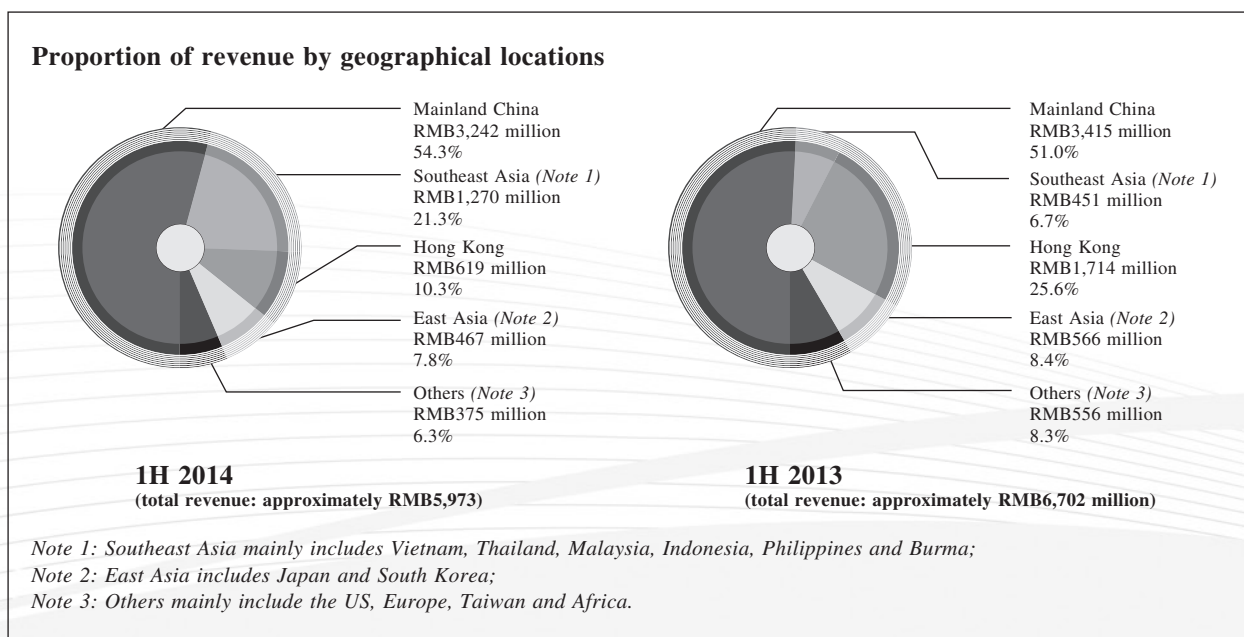 Proportion of revenue by geographical locations
Mainland China
RMB3,242 million
54.3%
Southeast Asia (Note 1)
RMB1,270 million
21.3%
Hong Kong
RMB619 million
10.3%
East Asia (Note 2)
RMB467 million
7.8%
Others (Note 3)
RMB375 million
6.3%
1H 2014
(total revenue: approximately RMB5,973)
Mainland China
RMB3,415 million
51.0%
Southeast Asia (Note 1)
RMB451 million
6.7%
Hong Kong
RMB1,714 million
25.6%
East Asia (Note 2)
RMB566 million
8.4%
Others (Note 3)
RMB556 million
8.3%
1H 2013
(total revenue: approximately RMB6,702 million)
Note 1: Southeast Asia mainly includes Vietnam, Thailand, Malaysia, Indonesia, Philippines and Burma;
Note 2: East Asia includes Japan and South Korea;
Note 3: Others mainly include the US, Europe, Taiwan and Africa.